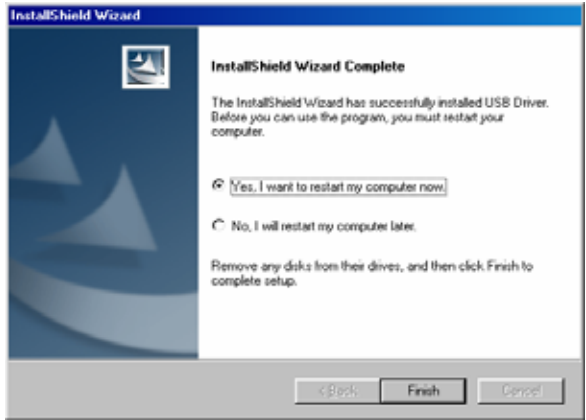 InstallShield Wizard
InstallShield Wizard Complete
The InstallShield Wizard has successfully installed USB Driver.
Before you can use the program, you must restart your
computer.
Yes, I want to restart my computer now.
No, I will restart my computer later.
Remove any disks from their drives, and then click Finish to
complete setup.
< Back Finish Cancel